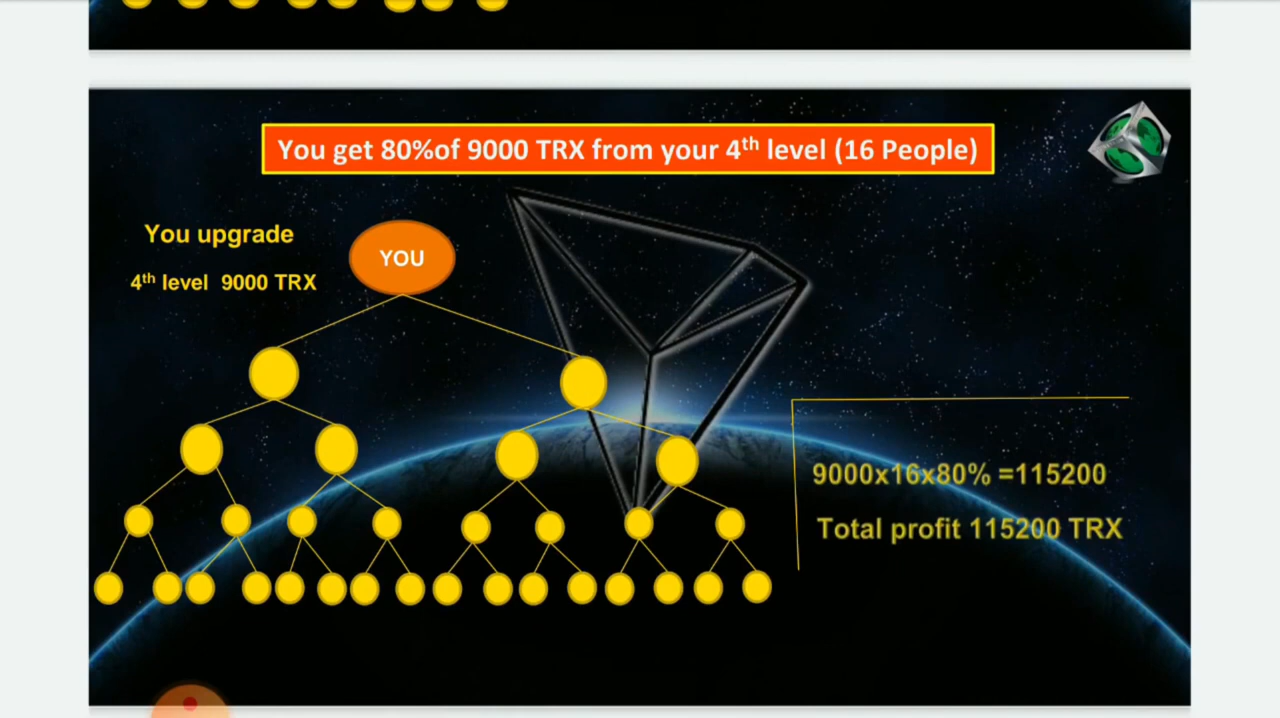 You get 80%of 9000 TRX from your 4th level (16 People)
You upgrade
4th level 9000 TRX
YOU
9000x16x80% =115200
Total profit 115200 TRX